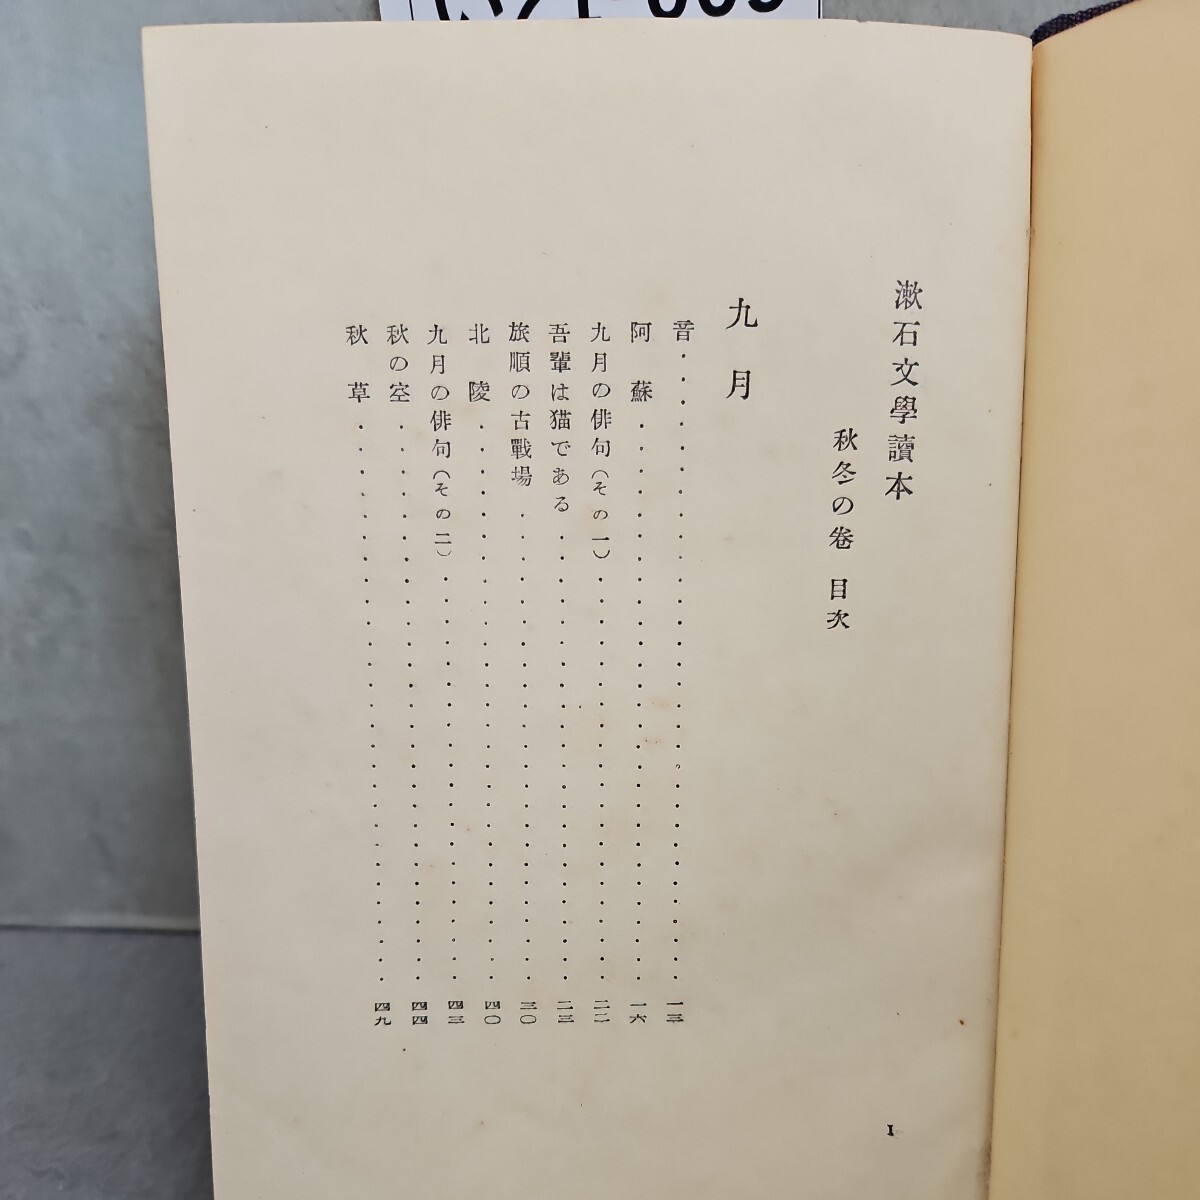 漱石文學讀本
秋冬の卷 目次
九月
音・・・・・・・・・・・・・・・・・・・・・・・・・・・・・・一三
阿蘇・・・・・・・・・・・・・・・・・・・・・・・・・・・・一六
九月の俳句(その一)・・・・・・・・・・・・・・・・・・・・・二二
吾輩は猫である・・・・・・・・・・・・・・・・・・・・・・・二三
旅順の古戰場・・・・・・・・・・・・・・・・・・・・・・・・三〇
北陵・・・・・・・・・・・・・・・・・・・・・・・・・・・・四〇
九月の俳句(その二)・・・・・・・・・・・・・・・・・・・・・四三
秋の空・・・・・・・・・・・・・・・・・・・・・・・・・・・四四
秋草・・・・・・・・・・・・・・・・・・・・・・・・・・・・四九
1